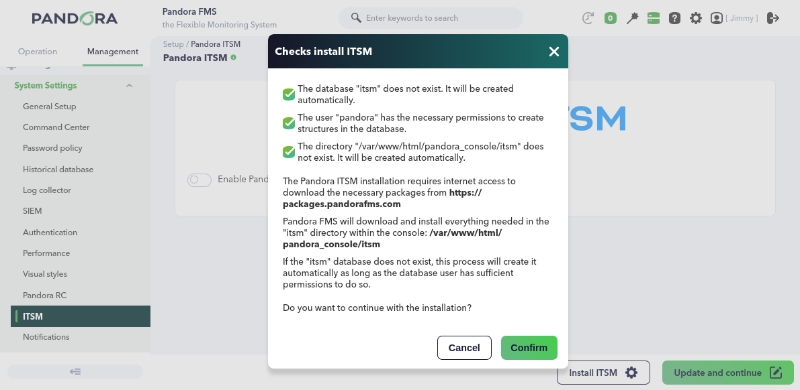 PANDORA
Pandora FMS
the Flexible Monitoring System
Enter keywords to search
[ Jimmy ]
Operation
Management
Setup / Pandora ITSM
Pandora ITSM
System Settings
General Setup
Command Center
Password policy
Historical database
Log collector
SIEM
Authentication
Performance
Visual styles
Pandora RC
ITSM
Notifications
Enable Pand
TSM
Checks install ITSM
The database "itsm" does not exist. It will be created
automatically.
The user "pandora" has the necessary permissions to create
structures in the database.
The directory "/var/www/html/pandora_console/itsm" does
not exist. It will be created automatically.
The Pandora ITSM installation requires internet access to
download the necessary packages from https://
packages.pandorafms.com
Pandora FMS will download and install everything needed in the
"itsm" directory within the console: /var/www/html/
pandora_console/itsm
If the "itsm" database does not exist, this process will create it
automatically as long as the database user has sufficient
permissions to do so.
Do you want to continue with the installation?
Cancel
Confirm
Install ITSM
Update and continue